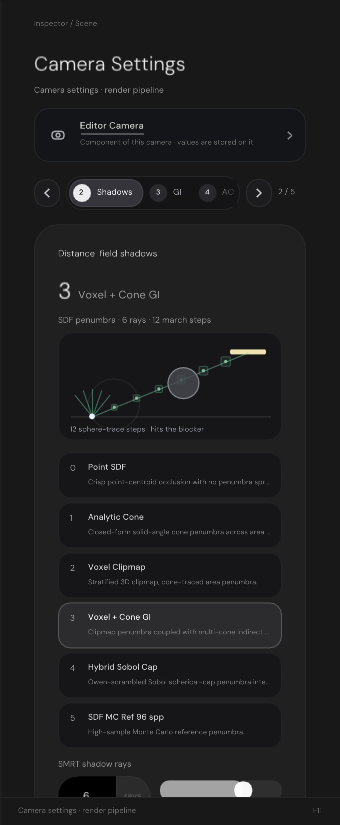 Inspector / Scene
Camera Settings
Camera settings · render pipeline
Editor Camera
Component of this camera · values are stored on it
2 Shadows 3 GI 4 AO 2 / 5
Distance field shadows
3 Voxel + Cone GI
SDF penumbra · 6 rays · 12 march steps
12 sphere-trace steps · hits the blocker
0 Point SDF
Crisp point-centroid occlusion with no penumbra spr…
1 Analytic Cone
Closed-form solid-angle cone penumbra across area …
2 Voxel Clipmap
Stratified 3D clipmap, cone-traced area penumbra.
3 Voxel + Cone GI
Clipmap penumbra coupled with multi-cone indirect …
4 Hybrid Sobol Cap
Owen-scrambled Sobol spherical-cap penumbra inte…
5 SDF MC Ref 96 spp
High-sample Monte Carlo reference penumbra.
SMRT shadow rays
6 rays
Camera settings · render pipeline